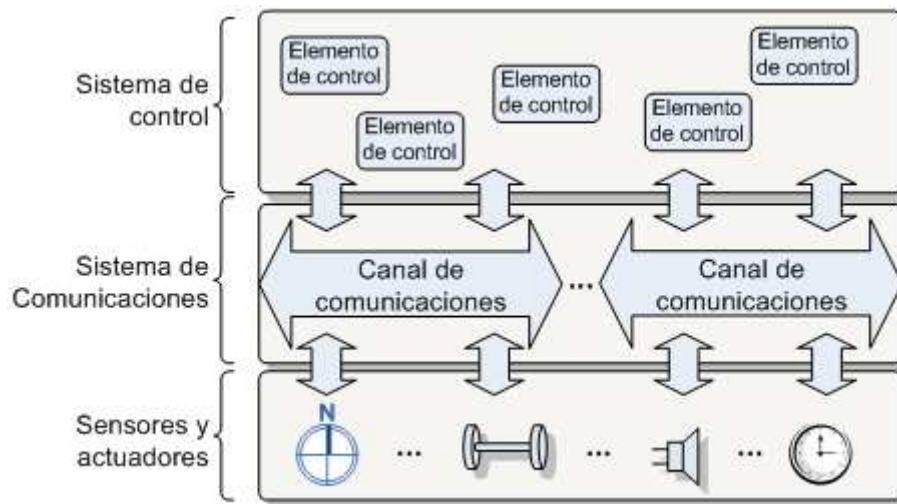 Sistema de
control
Elemento
de control
Elemento
de control
Elemento
de control
Elemento
de control
Elemento
de control
Sistema de
Comunicaciones
Canal de
comunicaciones
...
Canal de
comunicaciones
Sensores y
actuadores
N
...
...
...